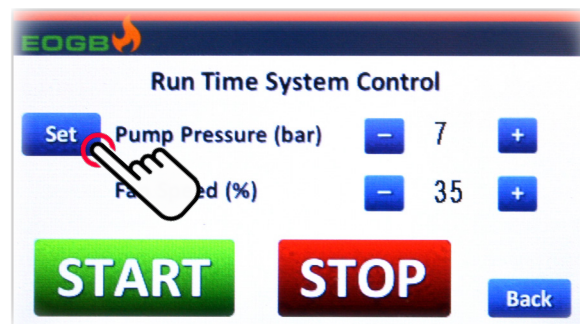 EOGB
Run Time System Control
Set Pump Pressure (bar) - 7 +
ed (%) - 35 +
START STOP Back